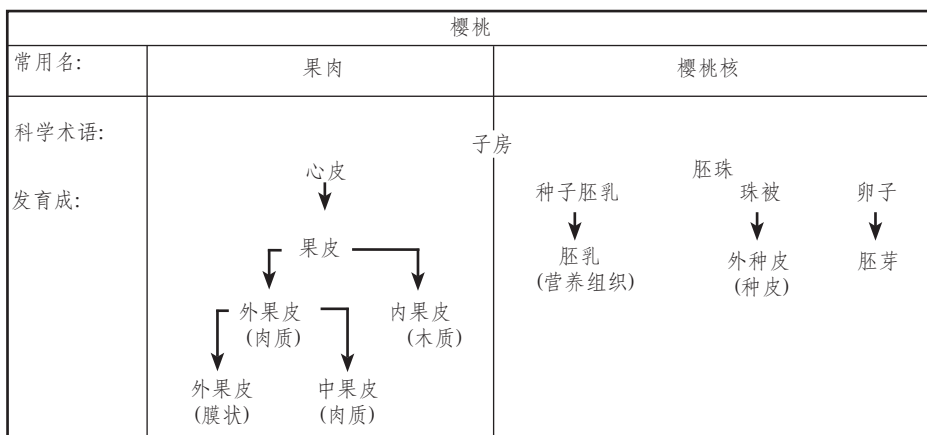 樱桃
常用名: 果肉 樱桃核
科学术语: 子房
心皮 胚珠
发育成: 种子胚乳 珠被 卵子
果皮 胚乳 外种皮 胚芽
(营养组织) (种皮)
外果皮 内果皮
(肉质) (木质)
外果皮 中果皮
(膜状) (肉质)